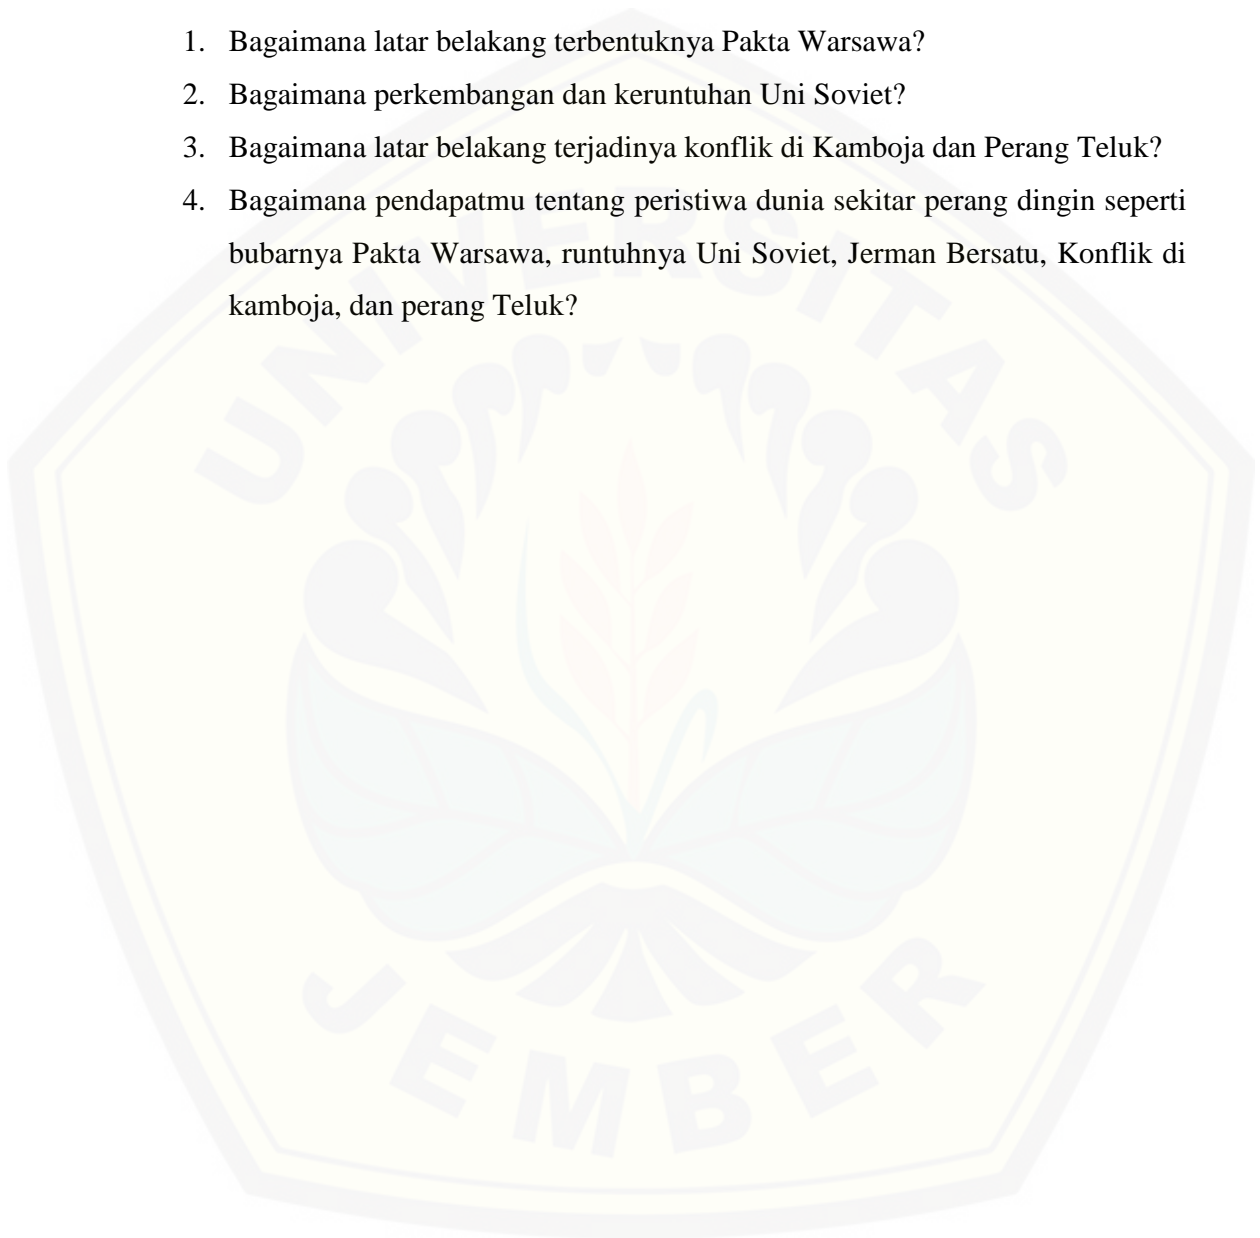 1. Bagaimana latar belakang terbentuknya Pakta Warsawa?
2. Bagaimana perkembangan dan keruntuhan Uni Soviet?
3. Bagaimana latar belakang terjadinya konflik di Kamboja dan Perang Teluk?
4. Bagaimana pendapatmu tentang peristiwa dunia sekitar perang dingin seperti
bubarnya Pakta Warsawa, runtuhnya Uni Soviet, Jerman Bersatu, Konflik di
kamboja, dan perang Teluk?
UNIVERSITAS
JEMBER